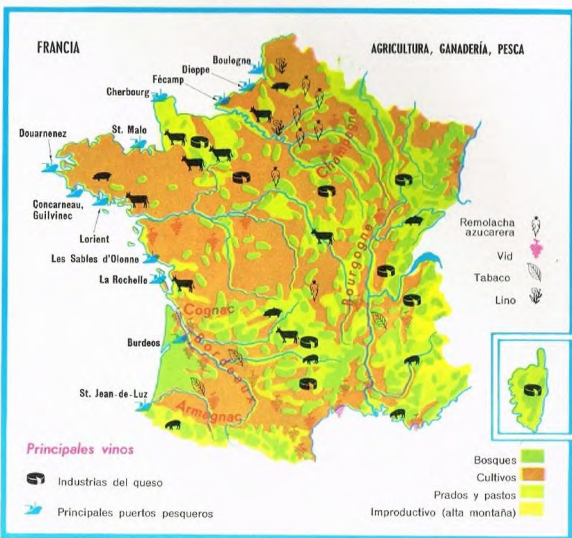 FRANCIA
AGRICULTURA, GANADERÍA, PESCA
Boulogne
Dieppe
Fécamp
Cherbourg
Douarnenez
St. Malo
Champagne
Concarneau,
Guilvinec
Lorient
Les Sables d'Olonne
La Rochelle
Bourgogne
Remolacha
azucarera
Vid
Tabaco
Lino
Cognac
Burdeos
Bordeaux
St. Jean-de-Luz
Armagnac
Principales vinos
Industrias del queso
Principales puertos pesqueros
Bosques
Cultivos
Prados y pastos
Improductivo (alta montaña)